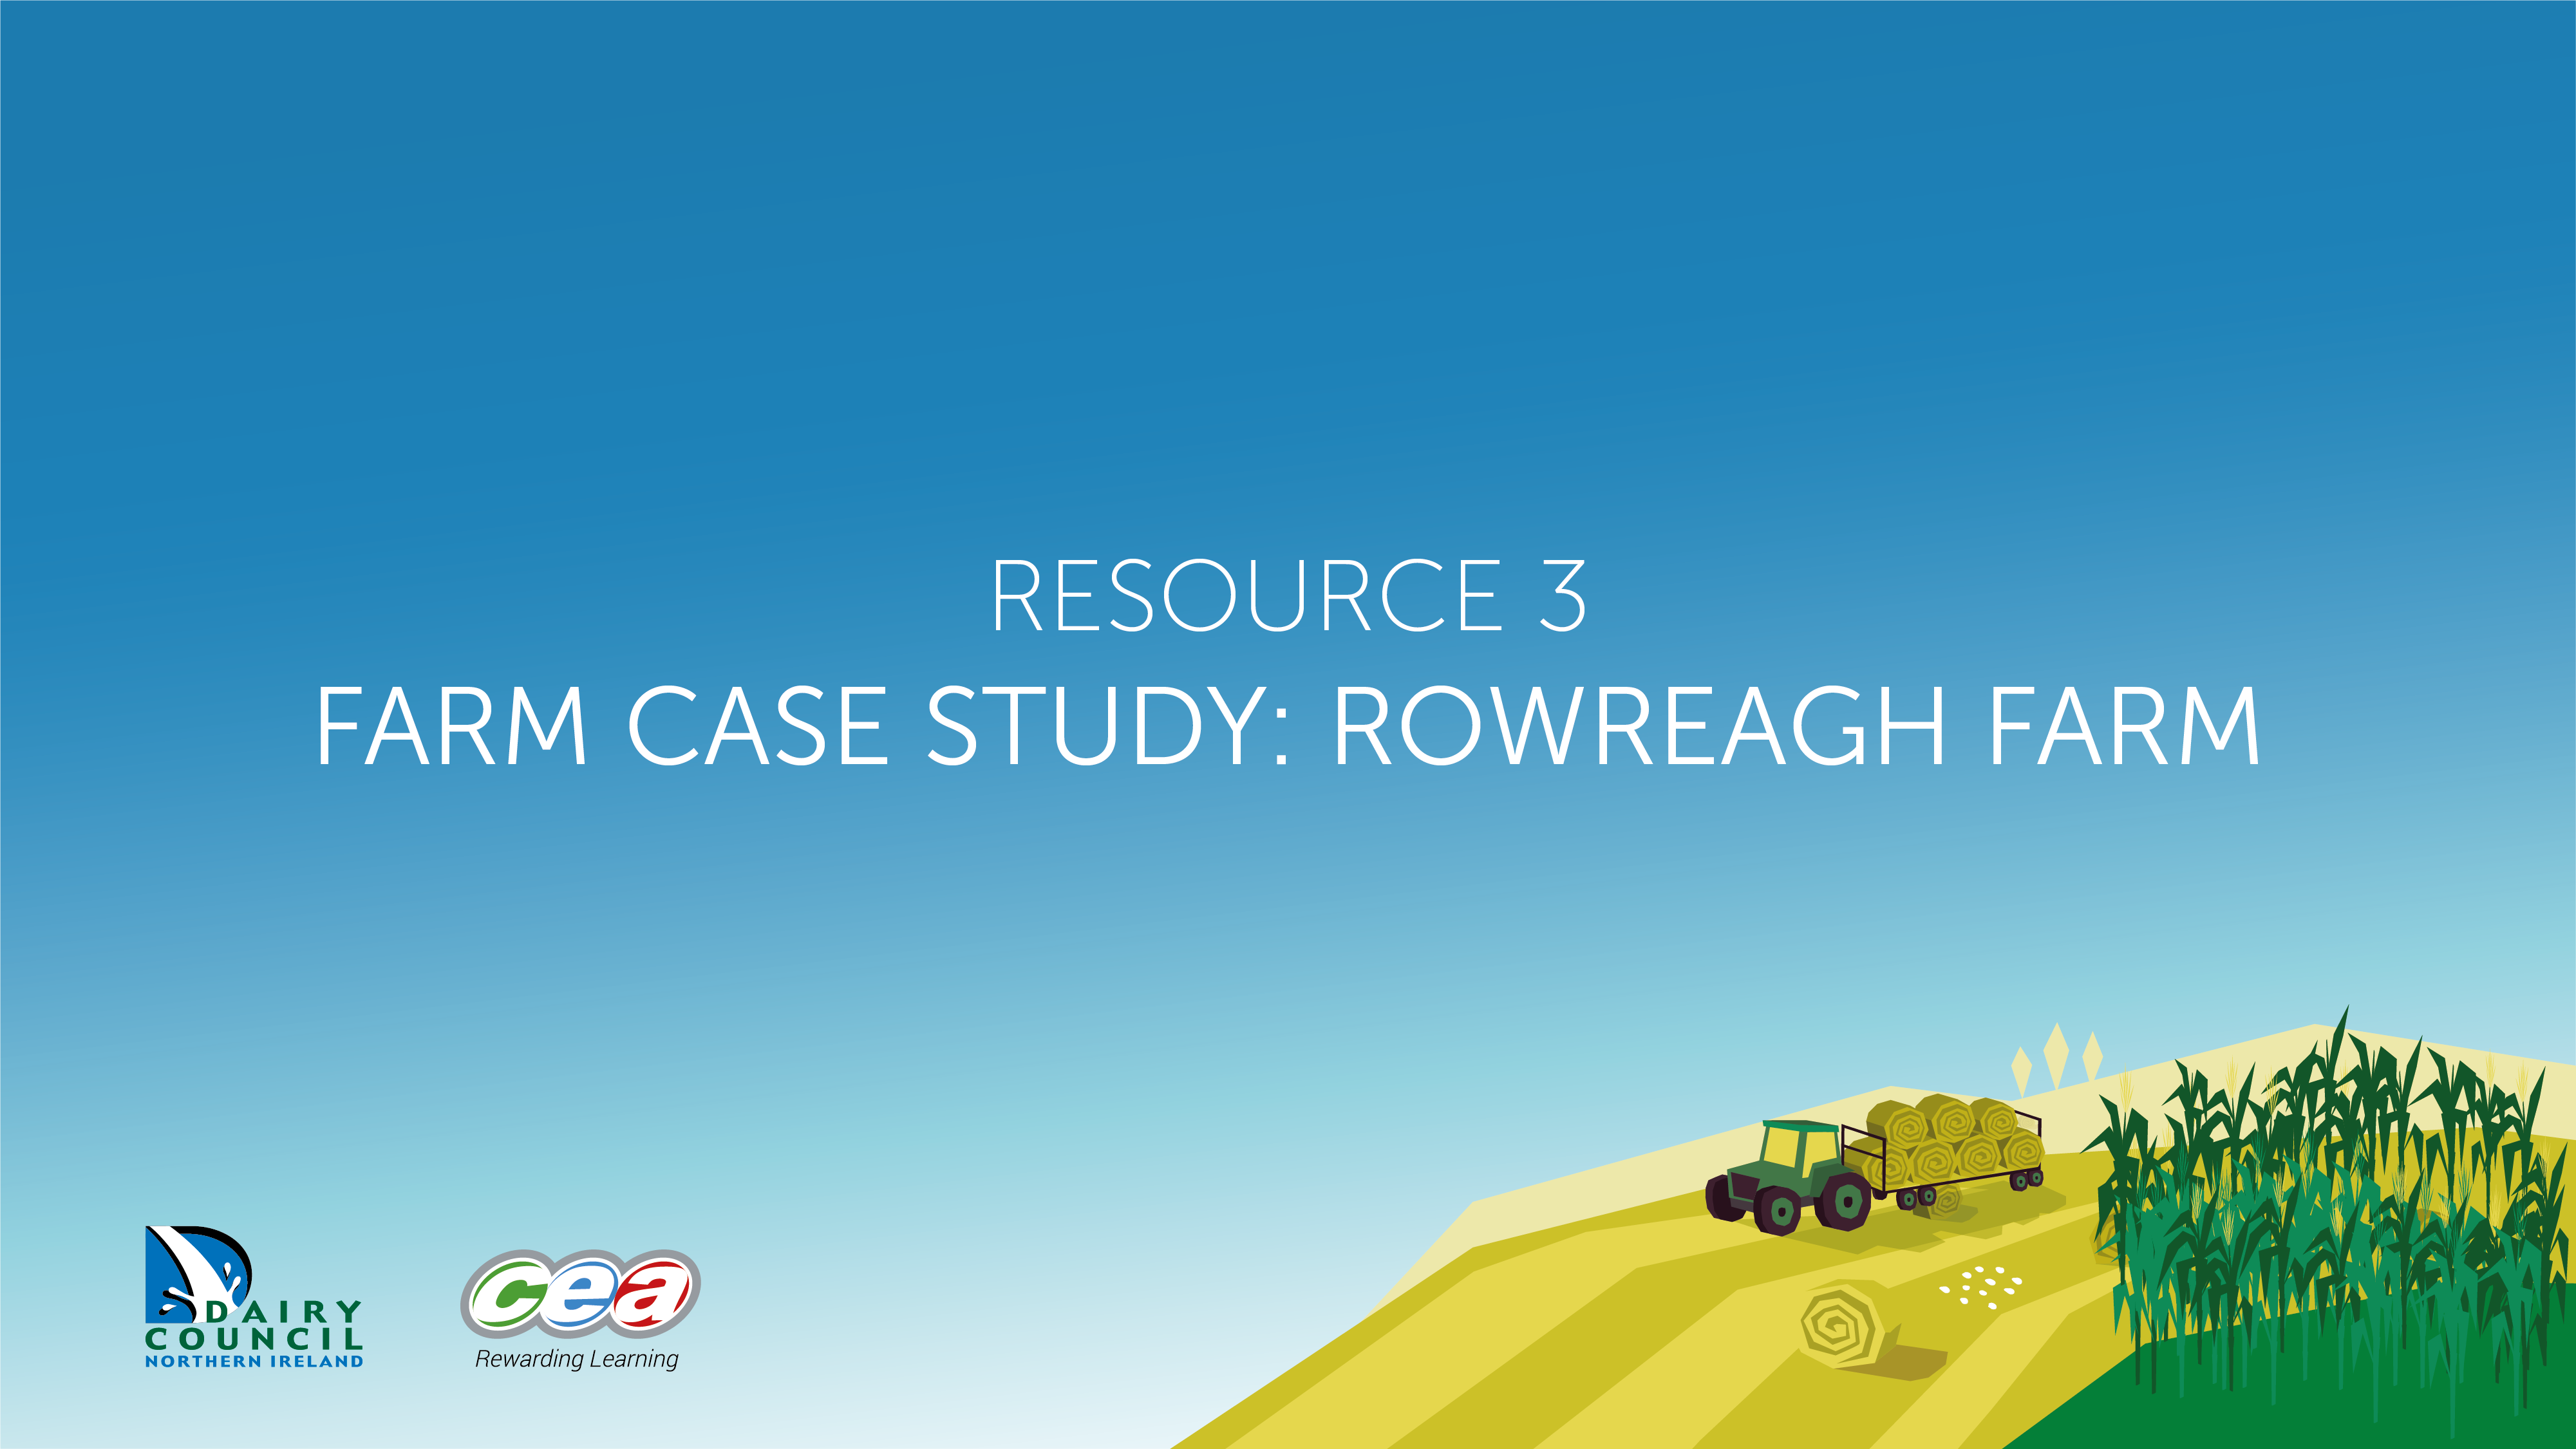 RESOURCE 3
FARM CASE STUDY: ROWREAGH FARM
DAIRY
COUNCIL
NORTHERN IRELAND
cea
Rewarding Learning